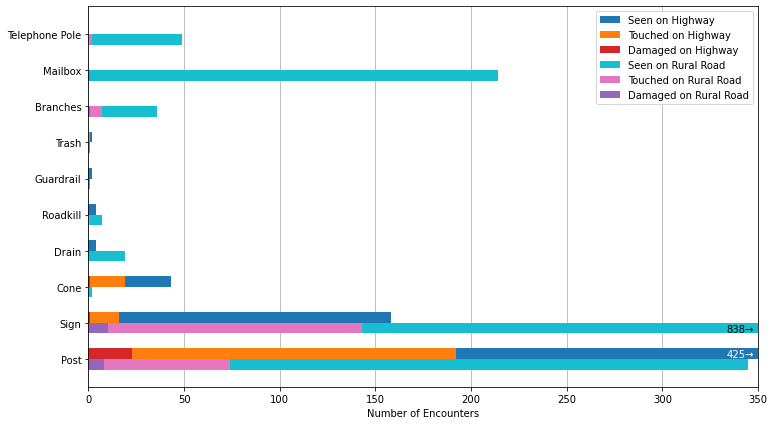 Seen on Highway
Touched on Highway
Damaged on Highway
Seen on Rural Road
Touched on Rural Road
Damaged on Rural Road
Telephone Pole
Mailbox
Branches
Trash
Guardrail
Roadkill
Drain
Cone
Sign
838→
Post
425→
0 50 100 150 200 250 300 350
Number of Encounters